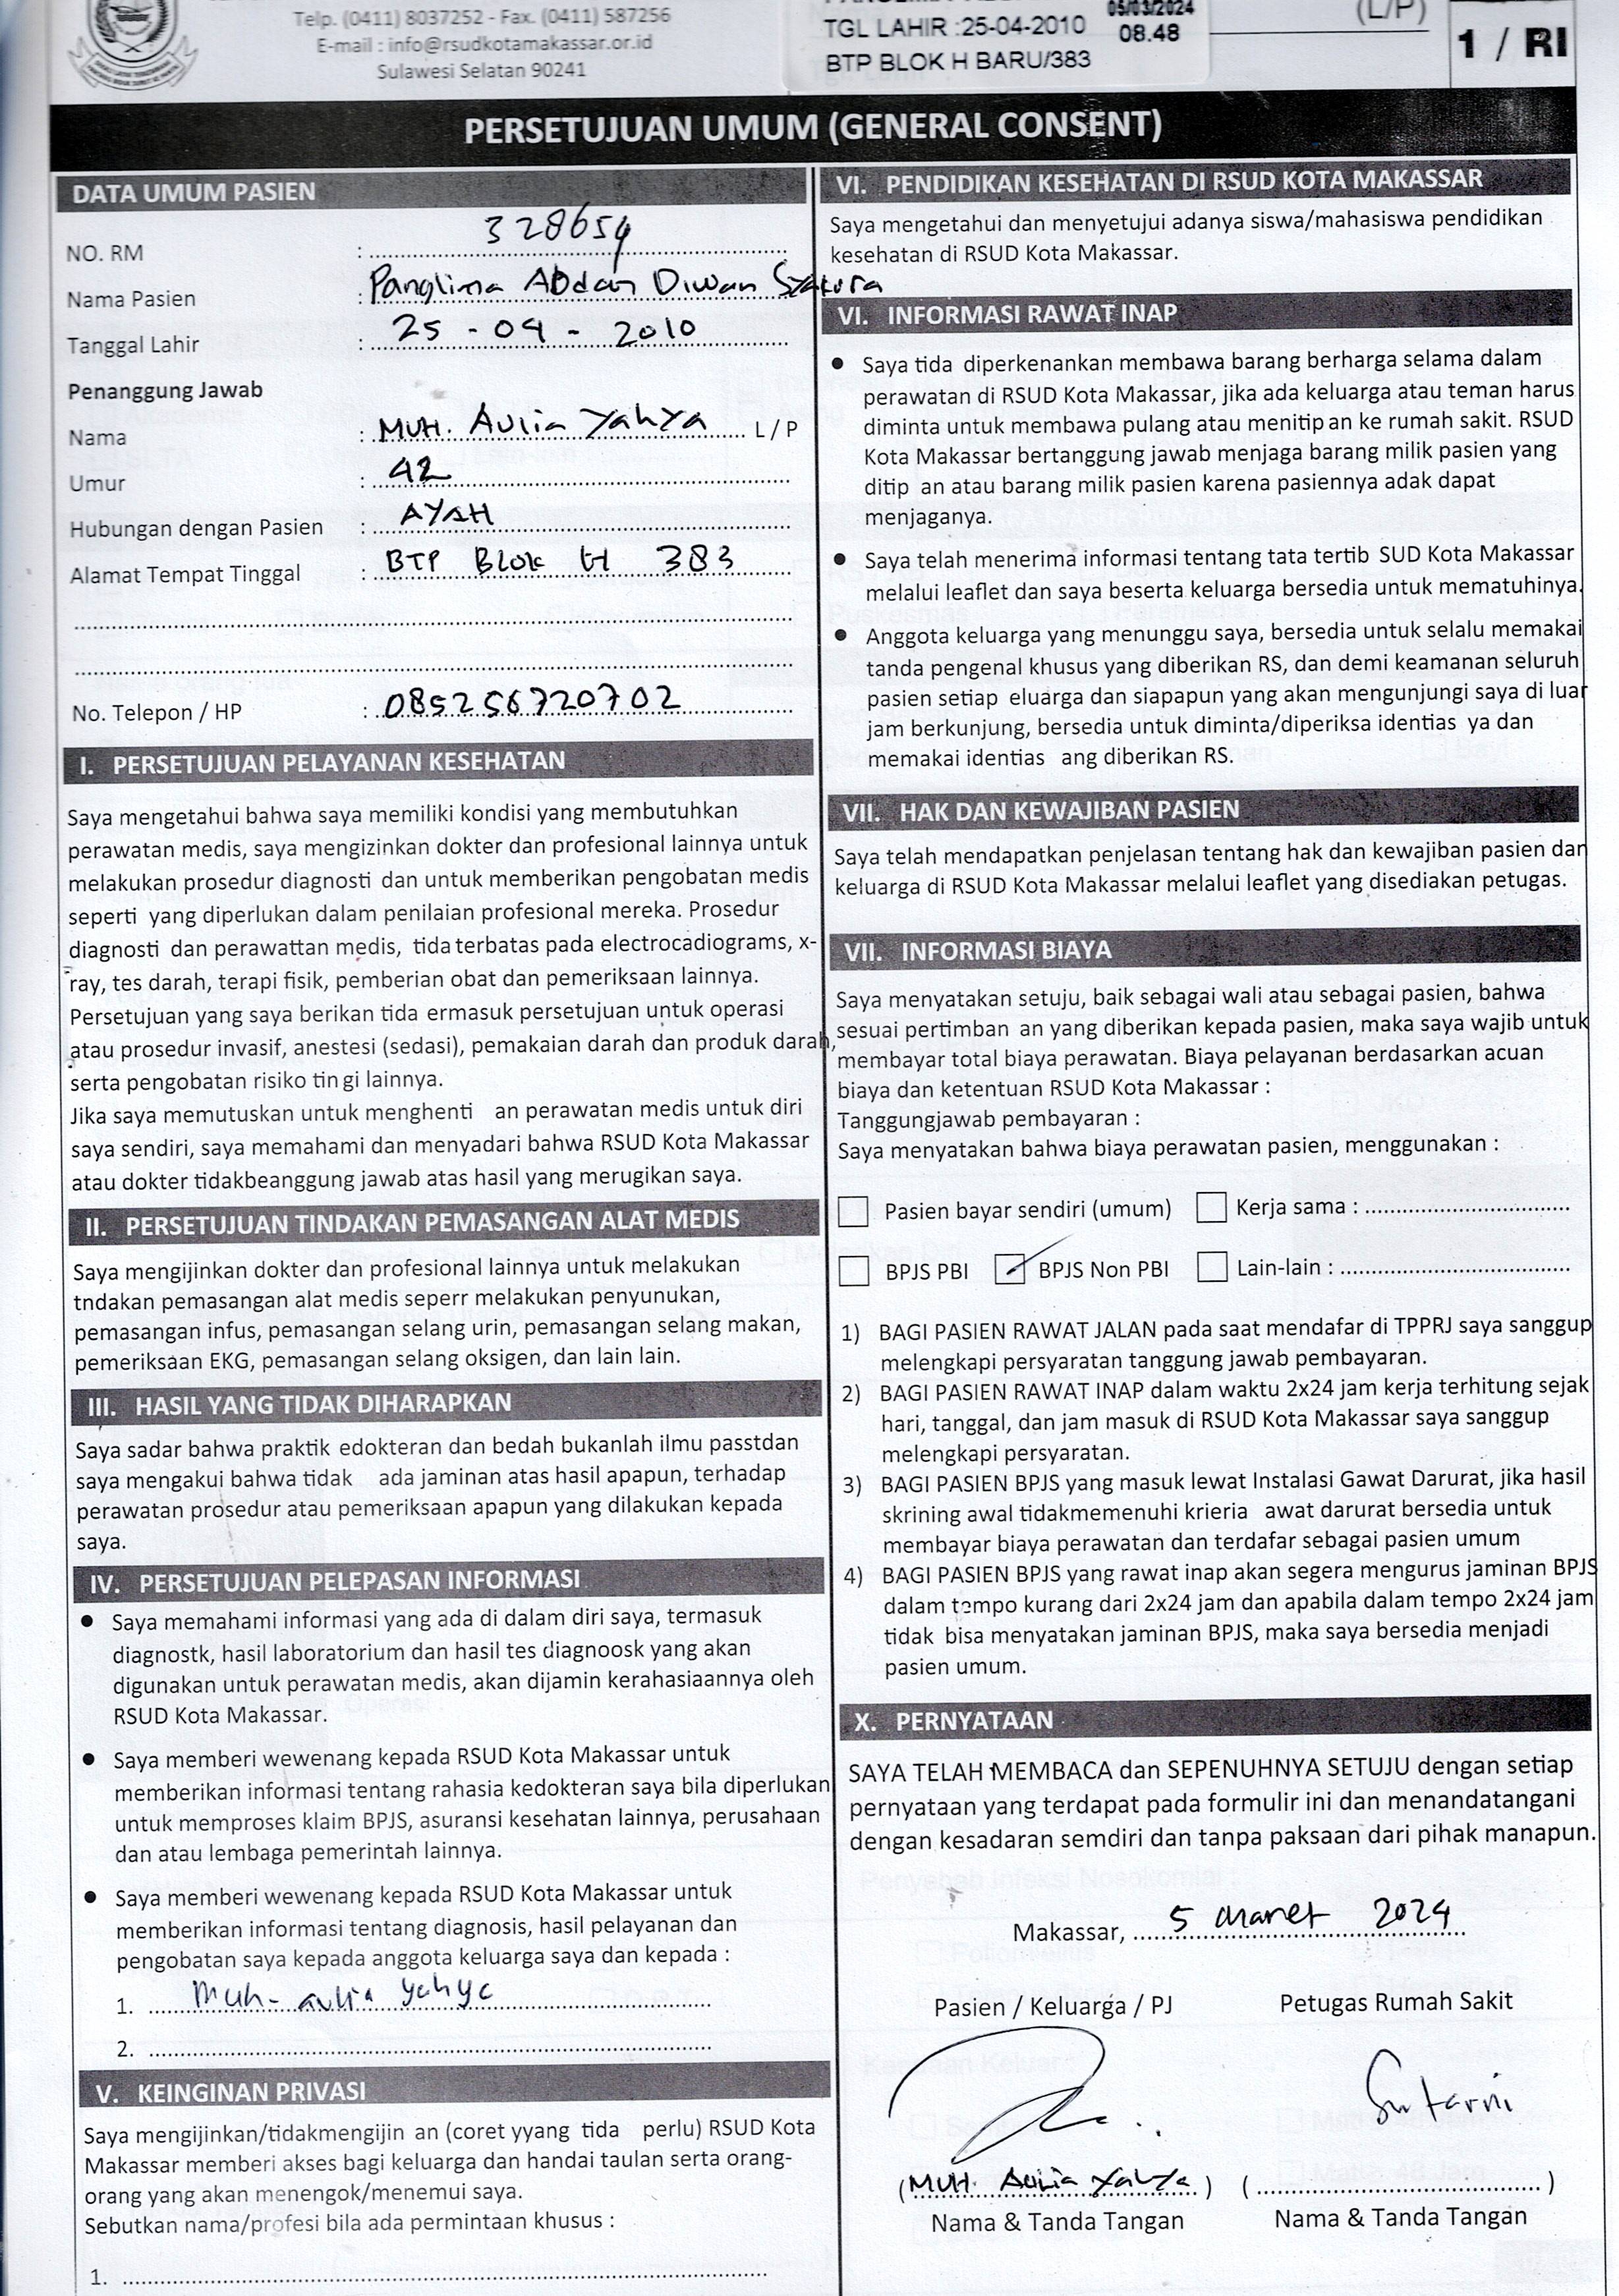 Telp. (0411) 8037252 - Fax. (0411) 587256
E-mail : info@rsudkotamakassar.or.id
Sulawesi Selatan 90241
05/03/2024
TGL LAHIR :25-04-2010 08.48
BTP BLOK H BARU/383
(L/P)
1 / RI
PERSETUJUAN UMUM (GENERAL CONSENT)
DATA UMUM PASIEN
NO. RM : 328654
Nama Pasien : Panglima Abdan Diwan Syakura
Tanggal Lahir : 25 - 04 - 2010
Penanggung Jawab
Nama : MUH. Aulia Yahya L / P
Umur : 42
Hubungan dengan Pasien : AYAH
Alamat Tempat Tinggal : BTP Blok H 383
No. Telepon / HP : 085256720702
I. PERSETUJUAN PELAYANAN KESEHATAN
Saya mengetahui bahwa saya memiliki kondisi yang membutuhkan
perawatan medis, saya mengizinkan dokter dan profesional lainnya untuk
melakukan prosedur diagnosti dan untuk memberikan pengobatan medis
seperti yang diperlukan dalam penilaian profesional mereka. Prosedur
diagnosti dan perawattan medis, tida terbatas pada electrocadiograms, x-
ray, tes darah, terapi fisik, pemberian obat dan pemeriksaan lainnya.
Persetujuan yang saya berikan tida ermasuk persetujuan untuk operasi
atau prosedur invasif, anestesi (sedasi), pemakaian darah dan produk darah,
serta pengobatan risiko tin gi lainnya.
Jika saya memutuskan untuk menghenti an perawatan medis untuk diri
saya sendiri, saya memahami dan menyadari bahwa RSUD Kota Makassar
atau dokter tidakbeanggung jawab atas hasil yang merugikan saya.
II. PERSETUJUAN TINDAKAN PEMASANGAN ALAT MEDIS
Saya mengijinkan dokter dan profesional lainnya untuk melakukan
tndakan pemasangan alat medis seperr melakukan penyunukan,
pemasangan infus, pemasangan selang urin, pemasangan selang makan,
pemeriksaan EKG, pemasangan selang oksigen, dan lain lain.
III. HASIL YANG TIDAK DIHARAPKAN
Saya sadar bahwa praktik edokteran dan bedah bukanlah ilmu passtdan
saya mengakui bahwa tidak ada jaminan atas hasil apapun, terhadap
perawatan prosedur atau pemeriksaan apapun yang dilakukan kepada
saya.
IV. PERSETUJUAN PELEPASAN INFORMASI
● Saya memahami informasi yang ada di dalam diri saya, termasuk
diagnostk, hasil laboratorium dan hasil tes diagnoosk yang akan
digunakan untuk perawatan medis, akan dijamin kerahasiaannya oleh
RSUD Kota Makassar.
● Saya memberi wewenang kepada RSUD Kota Makassar untuk
memberikan informasi tentang rahasia kedokteran saya bila diperlukan
untuk memproses klaim BPJS, asuransi kesehatan lainnya, perusahaan
dan atau lembaga pemerintah lainnya.
● Saya memberi wewenang kepada RSUD Kota Makassar untuk
memberikan informasi tentang diagnosis, hasil pelayanan dan
pengobatan saya kepada anggota keluarga saya dan kepada :
1. Muh- aulia yahya
2.
V. KEINGINAN PRIVASI
Saya mengijinkan/tidakmengijin an (coret yyang tida perlu) RSUD Kota
Makassar memberi akses bagi keluarga dan handai taulan serta orang-
orang yang akan menengok/menemui saya.
Sebutkan nama/profesi bila ada permintaan khusus :
1.
VI. PENDIDIKAN KESEHATAN DI RSUD KOTA MAKASSAR
Saya mengetahui dan menyetujui adanya siswa/mahasiswa pendidikan
kesehatan di RSUD Kota Makassar.
VI. INFORMASI RAWAT INAP
● Saya tida diperkenankan membawa barang berharga selama dalam
perawatan di RSUD Kota Makassar, jika ada keluarga atau teman harus
diminta untuk membawa pulang atau menitip an ke rumah sakit. RSUD
Kota Makassar bertanggung jawab menjaga barang milik pasien yang
ditip an atau barang milik pasien karena pasiennya adak dapat
menjaganya.
● Saya telah menerima informasi tentang tata tertib SUD Kota Makassar
melalui leaflet dan saya beserta keluarga bersedia untuk mematuhinya.
● Anggota keluarga yang menunggu saya, bersedia untuk selalu memakai
tanda pengenal khusus yang diberikan RS, dan demi keamanan seluruh
pasien setiap eluarga dan siapapun yang akan mengunjungi saya di luar
jam berkunjung, bersedia untuk diminta/diperiksa identias ya dan
memakai identias ang diberikan RS.
VII. HAK DAN KEWAJIBAN PASIEN
Saya telah mendapatkan penjelasan tentang hak dan kewajiban pasien dan
keluarga di RSUD Kota Makassar melalui leaflet yang disediakan petugas.
VII. INFORMASI BIAYA
Saya menyatakan setuju, baik sebagai wali atau sebagai pasien, bahwa
sesuai pertimban an yang diberikan kepada pasien, maka saya wajib untuk
membayar total biaya perawatan. Biaya pelayanan berdasarkan acuan
biaya dan ketentuan RSUD Kota Makassar :
Tanggungjawab pembayaran :
Saya menyatakan bahwa biaya perawatan pasien, menggunakan :
Pasien bayar sendiri (umum) Kerja sama :
BPJS PBI BPJS Non PBI Lain-lain :
1) BAGI PASIEN RAWAT JALAN pada saat mendafar di TPPRJ saya sanggup
melengkapi persyaratan tanggung jawab pembayaran.
2) BAGI PASIEN RAWAT INAP dalam waktu 2x24 jam kerja terhitung sejak
hari, tanggal, dan jam masuk di RSUD Kota Makassar saya sanggup
melengkapi persyaratan.
3) BAGI PASIEN BPJS yang masuk lewat Instalasi Gawat Darurat, jika hasil
skrining awal tidakmemenuhi krieria awat darurat bersedia untuk
membayar biaya perawatan dan terdafar sebagai pasien umum
4) BAGI PASIEN BPJS yang rawat inap akan segera mengurus jaminan BPJS
dalam tempo kurang dari 2x24 jam dan apabila dalam tempo 2x24 jam
tidak bisa menyatakan jaminan BPJS, maka saya bersedia menjadi
pasien umum.
X. PERNYATAAN
SAYA TELAH MEMBACA dan SEPENUHNYA SETUJU dengan setiap
pernyataan yang terdapat pada formulir ini dan menandatangani
dengan kesadaran semdiri dan tanpa paksaan dari pihak manapun.
Makassar, 5 Maret 2024
Pasien / Keluarga / PJ Petugas Rumah Sakit
Sutarni
(MUH. Aulia Yahya) ( )
Nama & Tanda Tangan Nama & Tanda Tangan